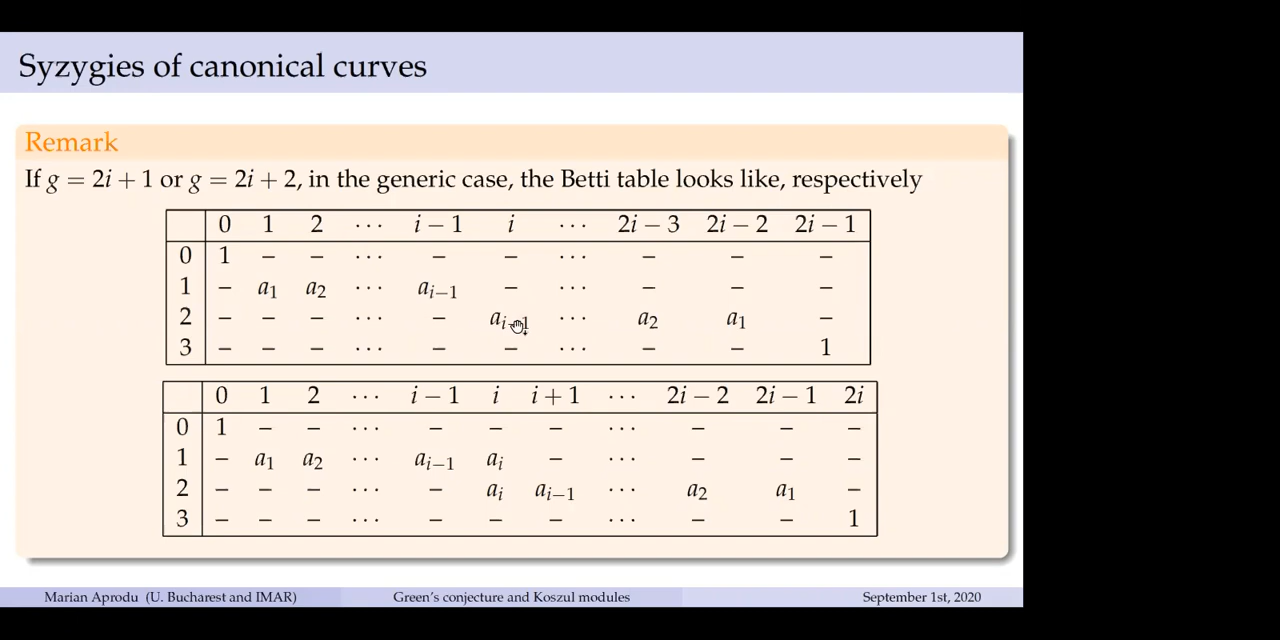 Syzygies of canonical curves
Remark
If g = 2i + 1 or g = 2i + 2, in the generic case, the Betti table looks like, respectively
0 1 2 ··· i − 1 i ··· 2i − 3 2i − 2 2i − 1
0 1 – – ··· – – ··· – – –
1 – a₁ a₂ ··· aᵢ₋₁ – ··· – – –
2 – – – ··· – aᵢ₋₁ ··· a₂ a₁ –
3 – – – ··· – – ··· – – 1
0 1 2 ··· i − 1 i i + 1 ··· 2i − 2 2i − 1 2i
0 1 – – ··· – – – ··· – – –
1 – a₁ a₂ ··· aᵢ₋₁ aᵢ – ··· – – –
2 – – – ··· – aᵢ aᵢ₋₁ ··· a₂ a₁ –
3 – – – ··· – – – ··· – – 1
Marian Aprodu (U. Bucharest and IMAR) Green's conjecture and Koszul modules September 1st, 2020